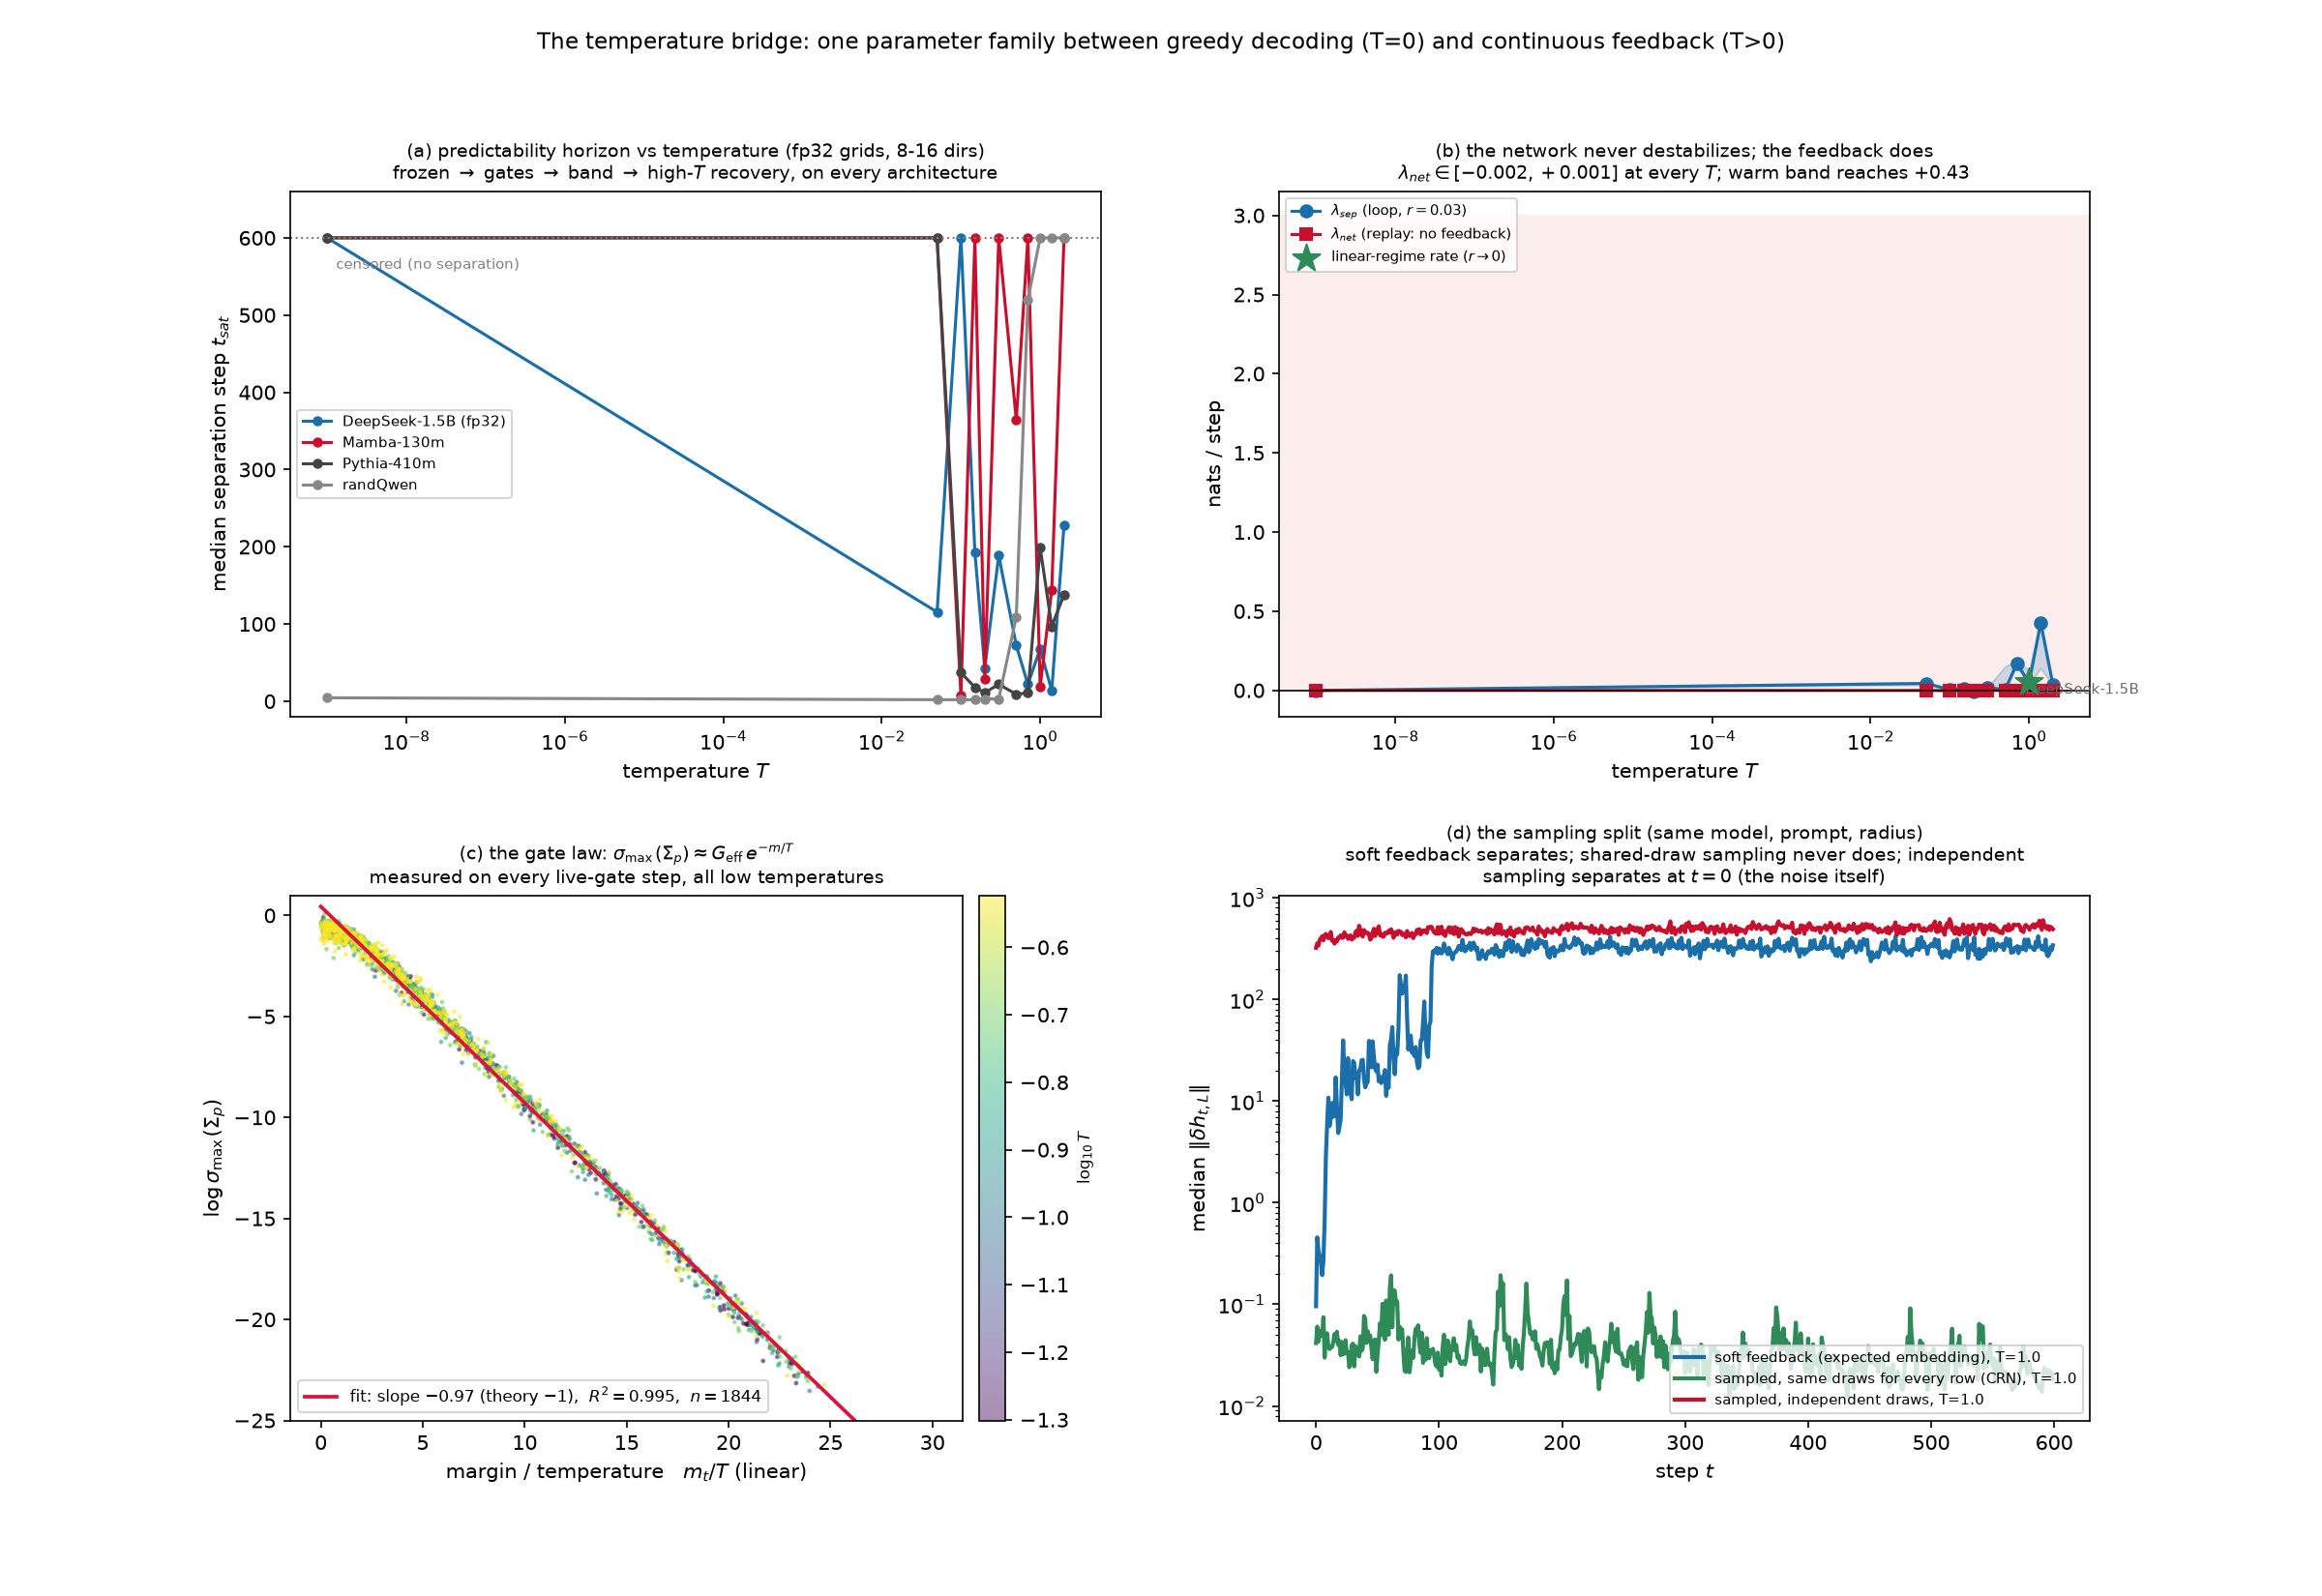 The temperature bridge: one parameter family between greedy decoding (T=0) and continuous feedback (T>0)
(a) predictability horizon vs temperature (fp32 grids, 8-16 dirs)
frozen → gates → band → high-T recovery, on every architecture
600
500
400
300
200
100
0
median separation step t_sat
censored (no separation)
DeepSeek-1.5B (fp32)
Mamba-130m
Pythia-410m
randQwen
10⁻⁸
10⁻⁶
10⁻⁴
10⁻²
10⁰
temperature T
(b) the network never destabilizes; the feedback does
λ_net ∈ [−0.002, +0.001] at every T; warm band reaches +0.43
3.0
2.5
2.0
1.5
1.0
0.5
0.0
nats / step
λ_sep (loop, r = 0.03)
λ_net (replay: no feedback)
linear-regime rate (r → 0)
DeepSeek-1.5B
10⁻⁸
10⁻⁶
10⁻⁴
10⁻²
10⁰
temperature T
(c) the gate law: σ_max (Σ_p) ≈ G_eff e^{−m/T}
measured on every live-gate step, all low temperatures
0
−5
−10
−15
−20
−25
log σ_max (Σ_p)
fit: slope −0.97 (theory −1), R² = 0.995, n = 1844
0
5
10
15
20
25
30
margin / temperature m_t/T (linear)
−0.6
−0.7
−0.8
−0.9
−1.0
−1.1
−1.2
−1.3
log₁₀ T
(d) the sampling split (same model, prompt, radius)
soft feedback separates; shared-draw sampling never does; independent
sampling separates at t = 0 (the noise itself)
10³
10²
10¹
10⁰
10⁻¹
10⁻²
median ‖δh_{t,L}‖
soft feedback (expected embedding), T=1.0
sampled, same draws for every row (CRN), T=1.0
sampled, independent draws, T=1.0
0
100
200
300
400
500
600
step t